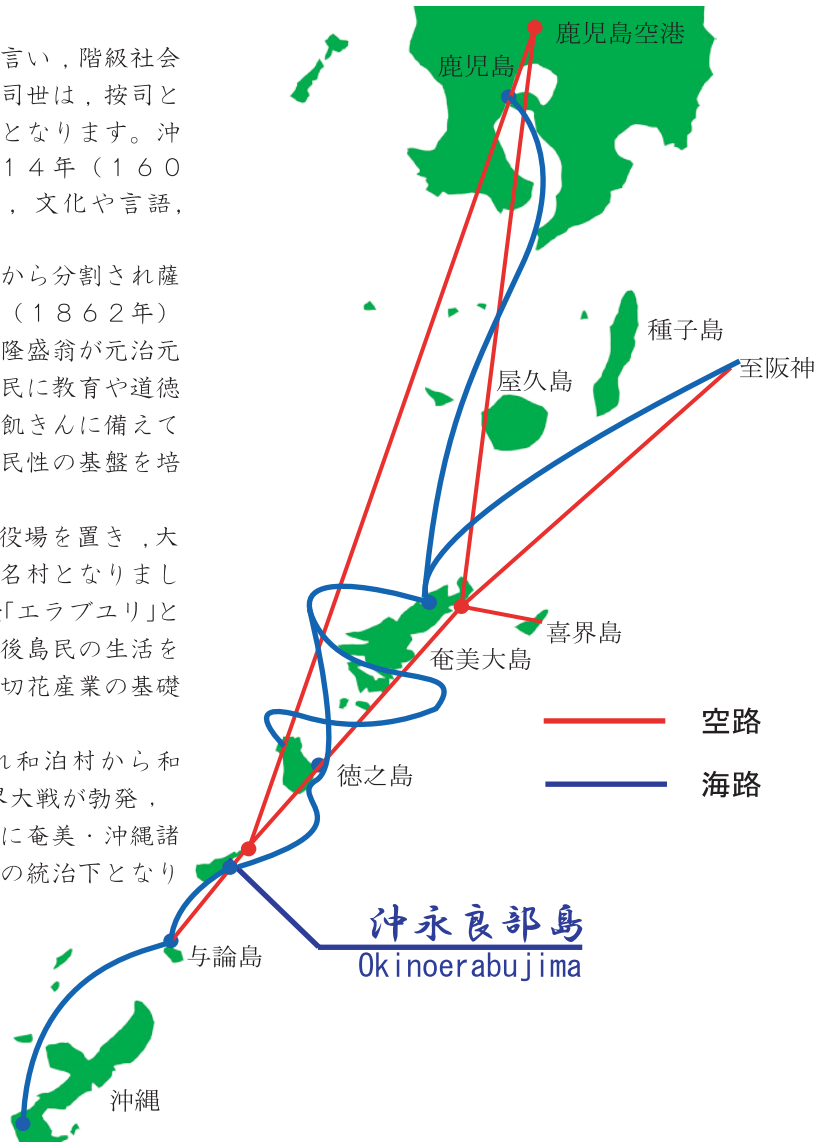 言い，階級社会
司世は，按司と
となります。沖
１４年（１６０
，文化や言語，
から分割され薩
（１８６２年）
隆盛翁が元治元
民に教育や道徳
飢きんに備えて
民性の基盤を培
役場を置き，大
名村となりまし
「エラブユリ」と
後島民の生活を
切花産業の基礎
和泊村から和
大戦が勃発，
に奄美・沖縄諸
の統治下となり
鹿児島空港
鹿児島
種子島
至阪神
屋久島
喜界島
奄美大島
空路
徳之島
海路
沖永良部島
Okinoerabujima
与論島
沖縄